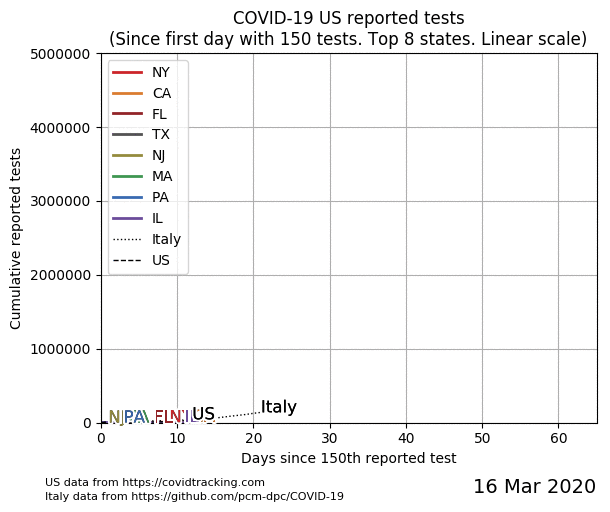 COVID-19 US reported tests
(Since first day with 150 tests. Top 8 states. Linear scale)
Cumulative reported tests
5000000
4000000
3000000
2000000
1000000
0
NY
CA
FL
TX
NJ
MA
PA
IL
Italy
US
PA
US
Italy
0 10 20 30 40 50 60
Days since 150th reported test
US data from https://covidtracking.com
Italy data from https://github.com/pcm-dpc/COVID-19
16 Mar 2020